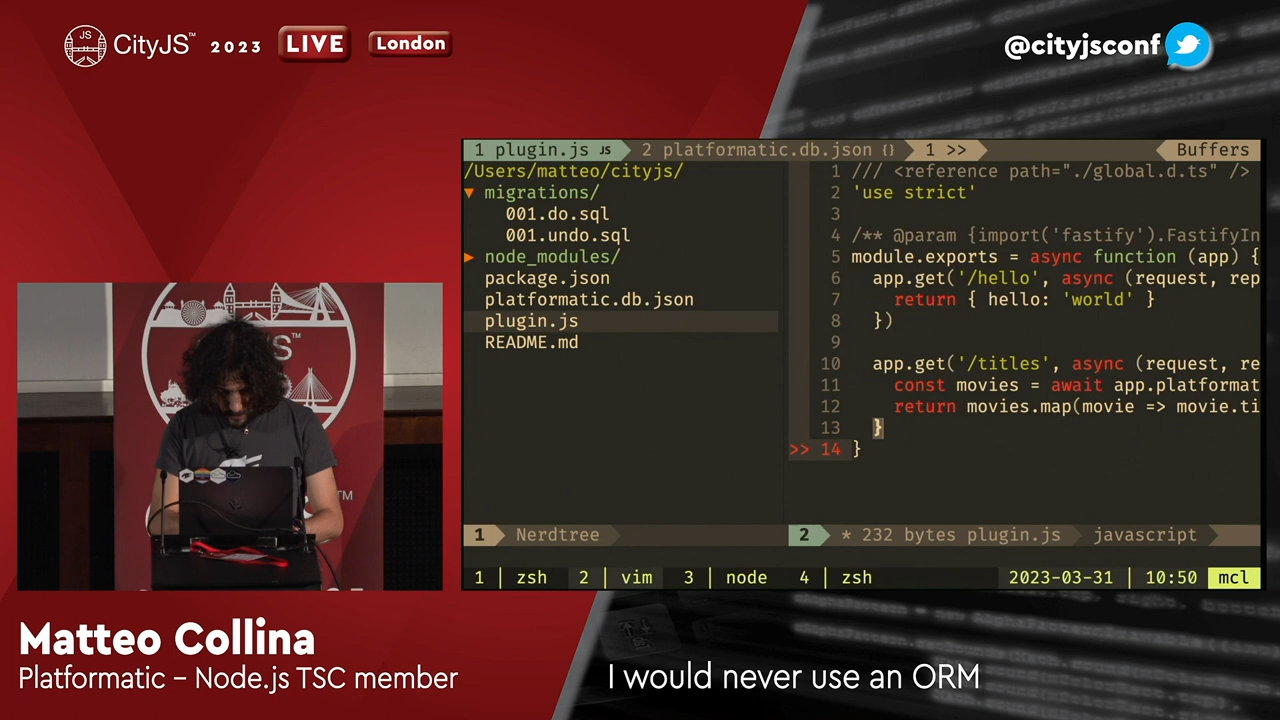 JS CityJS™ 2023 LIVE London
@cityjsconf
1 plugin.js JS 2 platformatic.db.json {} 1 >> Buffers
/Users/matteo/cityjs/
▼ migrations/
001.do.sql
001.undo.sql
▶ node_modules/
package.json
platformatic.db.json
plugin.js
README.md
1 /// <reference path="./global.d.ts" />
2 'use strict'
3
4 /** @param {import('fastify').FastifyIn
5 module.exports = async function (app) {
6 app.get('/hello', async (request, rep
7 return { hello: 'world' }
8 })
9
10 app.get('/titles', async (request, re
11 const movies = await app.platformat
12 return movies.map(movie => movie.ti
13 }
>> 14 }
1 Nerdtree
2 * 232 bytes plugin.js javascript
1 | zsh 2 | vim 3 | node 4 | zsh 2023-03-31 | 10:50 mcl
Matteo Collina
Platformatic – Node.js TSC member
I would never use an ORM